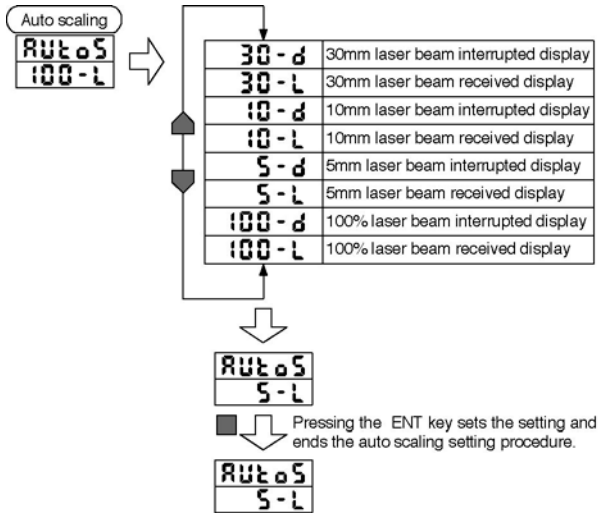 Auto scaling
AUtoS
100-L
30-d 30mm laser beam interrupted display
30-L 30mm laser beam received display
10-d 10mm laser beam interrupted display
10-L 10mm laser beam received display
5-d 5mm laser beam interrupted display
5-L 5mm laser beam received display
100-d 100% laser beam interrupted display
100-L 100% laser beam received display
AUtoS
5-L
Pressing the ENT key sets the setting and
ends the auto scaling setting procedure.
AUtoS
5-L